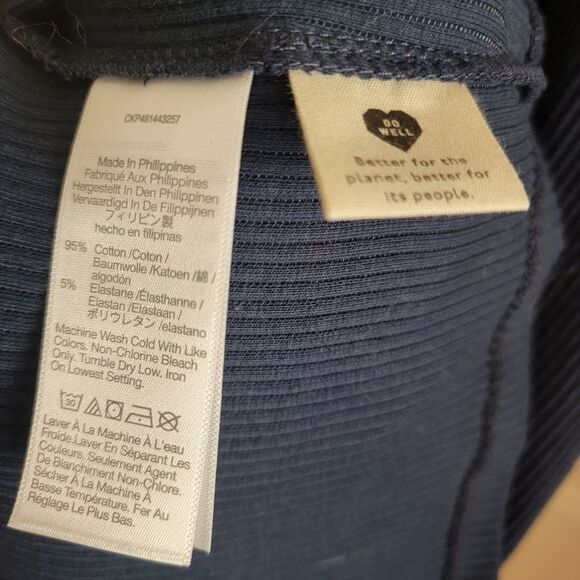 CKP461443257
Made In Philippines
Fabriqué Aux Philippines
Hergestellt In Den Philippinen
Vervaardigd In De Filippijnen
フィリピン製
hecho en filipinas
95% Cotton /Coton /
Baumwolle /Katoen /綿 /
algodón
5% Elastane /Élasthanne /
Elastan /Elastaan /
ポリウレタン /elastano
Machine Wash Cold With Like
Colors. Non-Chlorine Bleach
Only. Tumble Dry Low. Iron
On Lowest Setting.
30
Laver À La Machine À L'eau
Froide.Laver En Séparant Les
Couleurs. Seulement Agent
De Blanchiment Non-Chlore.
Sécher À La Machine À
Basse Température. Fer Au
Réglage Le Plus Bas.
DO
WELL
Better for the
planet, better for
its people.